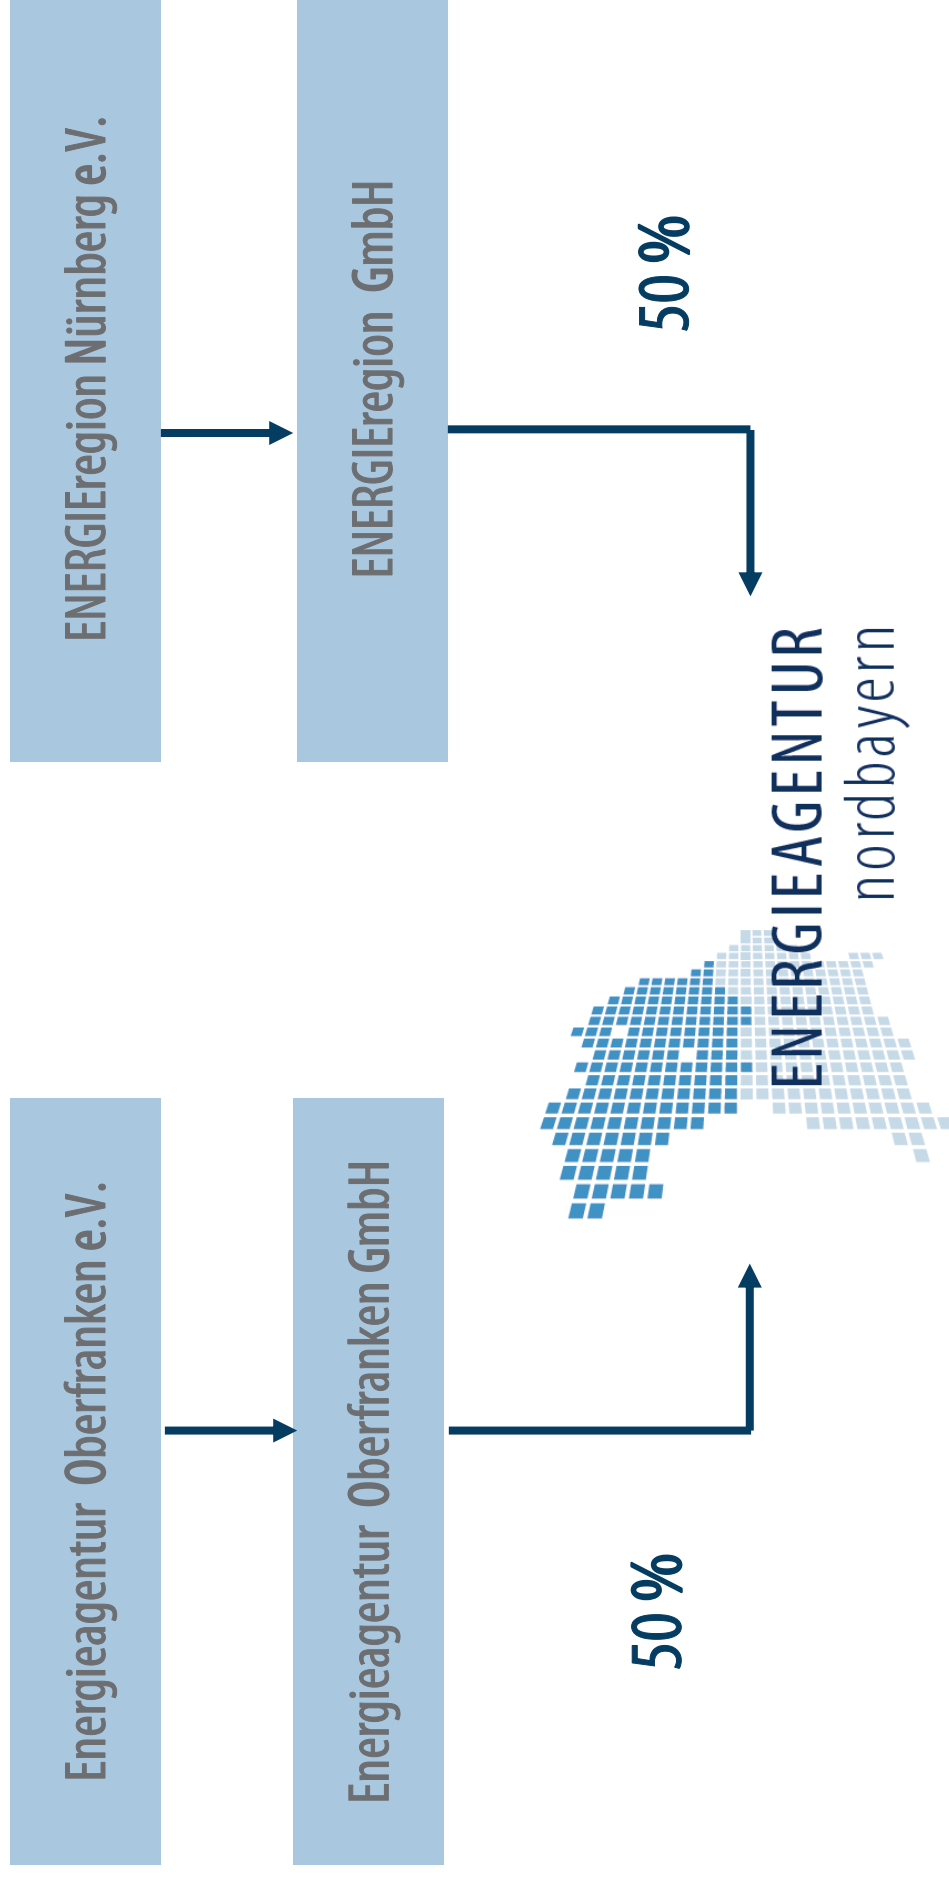 Energieagentur Oberfranken e.V.
ENERGIEregion Nürnberg e.V.
Energieagentur Oberfranken GmbH
ENERGIEregion GmbH
50 %
50 %
ENERGIEAGENTUR
nordbayern